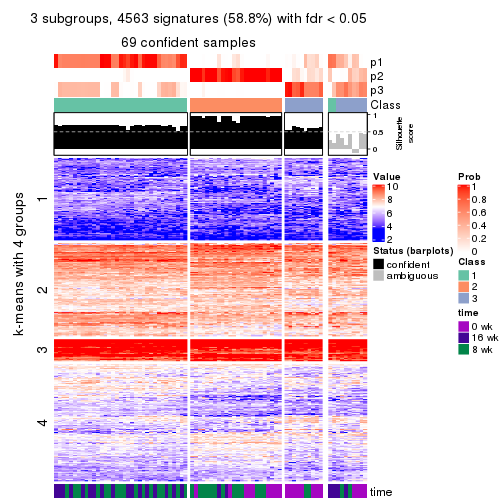 3 subgroups, 4563 signatures (58.8%) with fdr < 0.05
69 confident samples
p1
p2
p3
Class
1
0.5
0
Silhouette
score
k-means with 4 groups
1
2
3
4
time
Value
10
8
6
4
2
Status (barplots)
confident
ambiguous
Prob
1
0.8
0.6
0.4
0.2
0
Class
1
2
3
time
0 wk
16 wk
8 wk